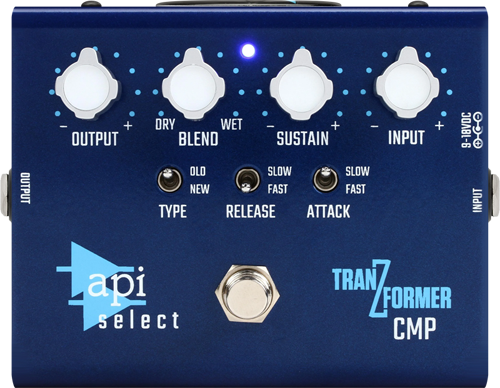 - +
OUTPUT
DRY WET
BLEND
- +
SUSTAIN
- +
INPUT
9-18VDC
OUTPUT
INPUT
OLD
NEW
TYPE
SLOW
FAST
RELEASE
SLOW
FAST
ATTACK
api
select
TRANZFORMER
CMP